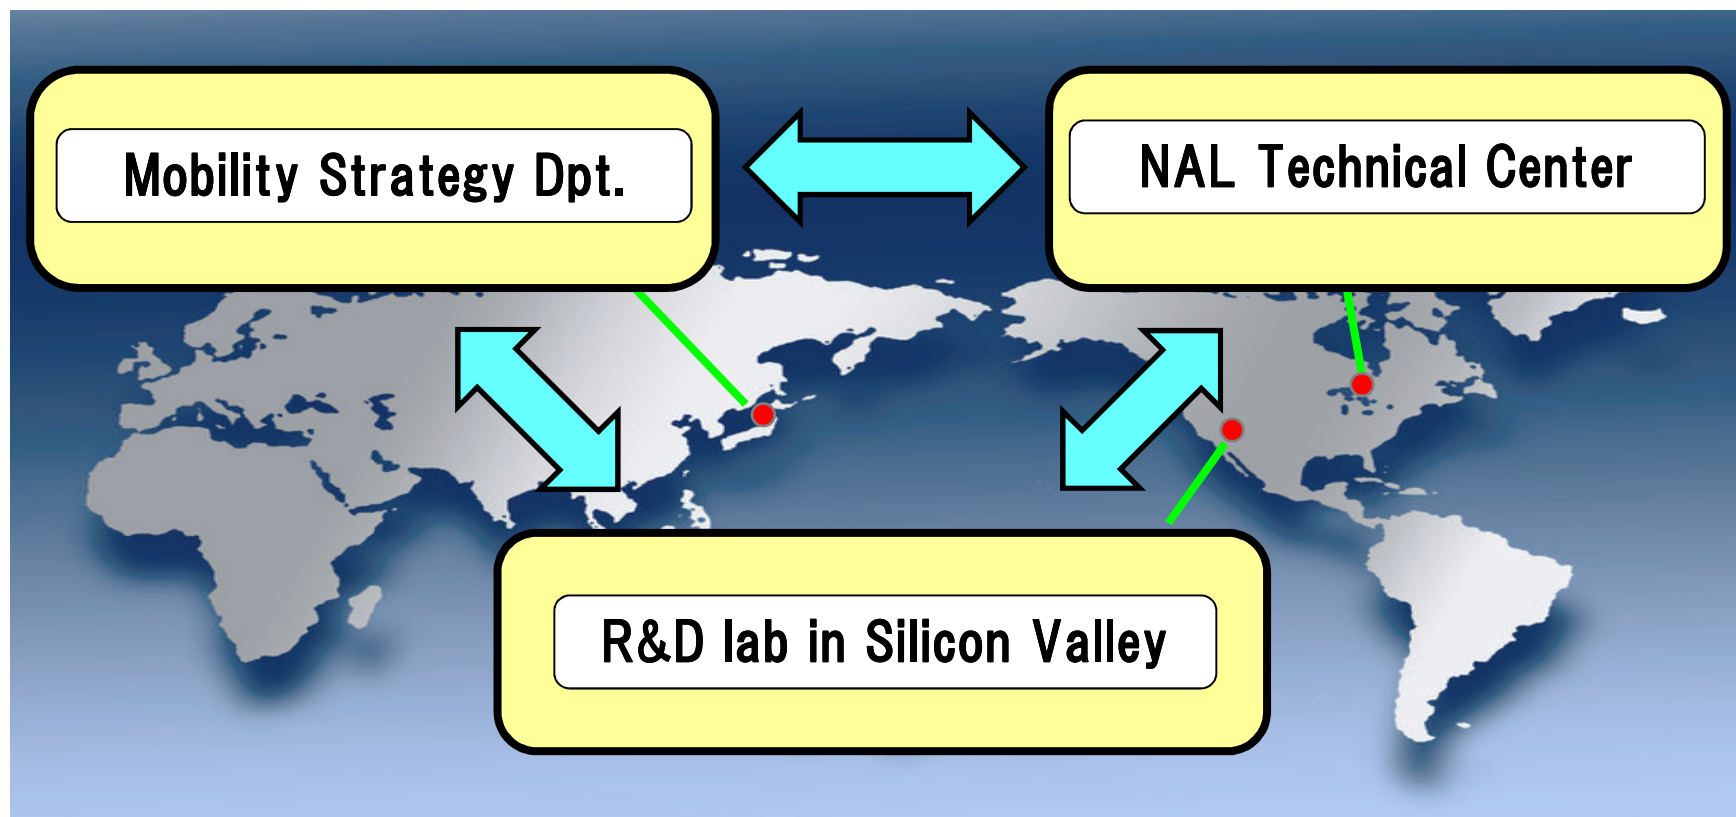 Mobility Strategy Dpt.
NAL Technical Center
R&D lab in Silicon Valley